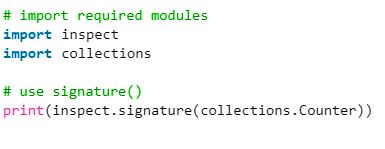 # import required modules
import inspect
import collections
# use signature()
print(inspect.signature(collections.Counter))